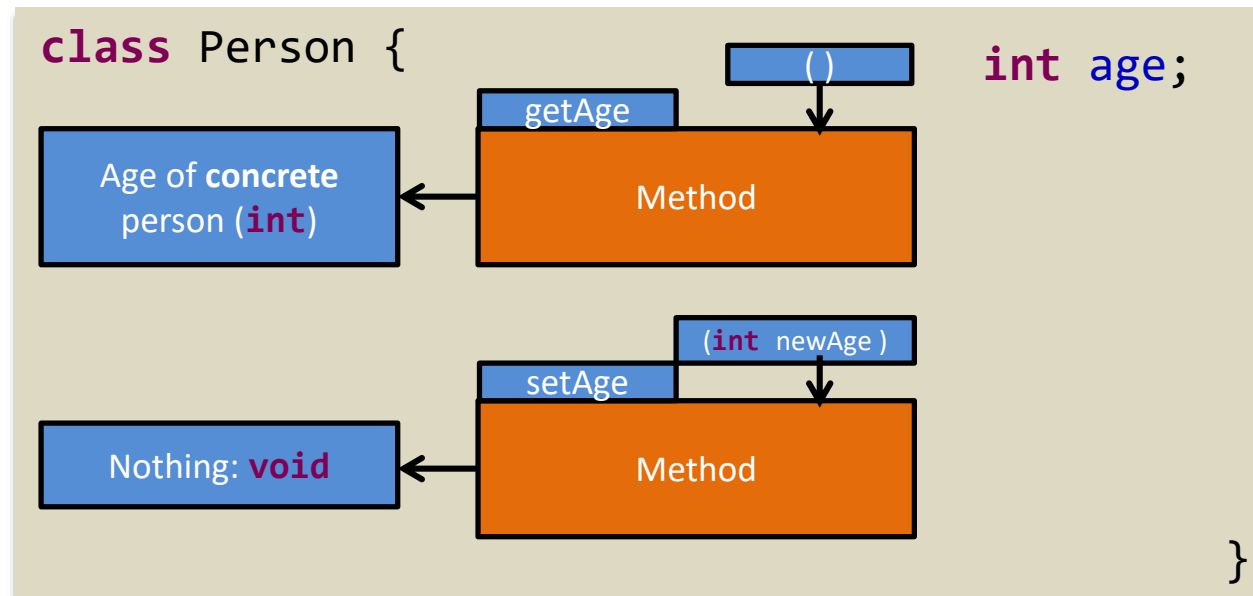 class Person {
( )
int age;
getAge
Age of concrete
person (int)
Method
(int newAge )
setAge
Nothing: void
Method
}